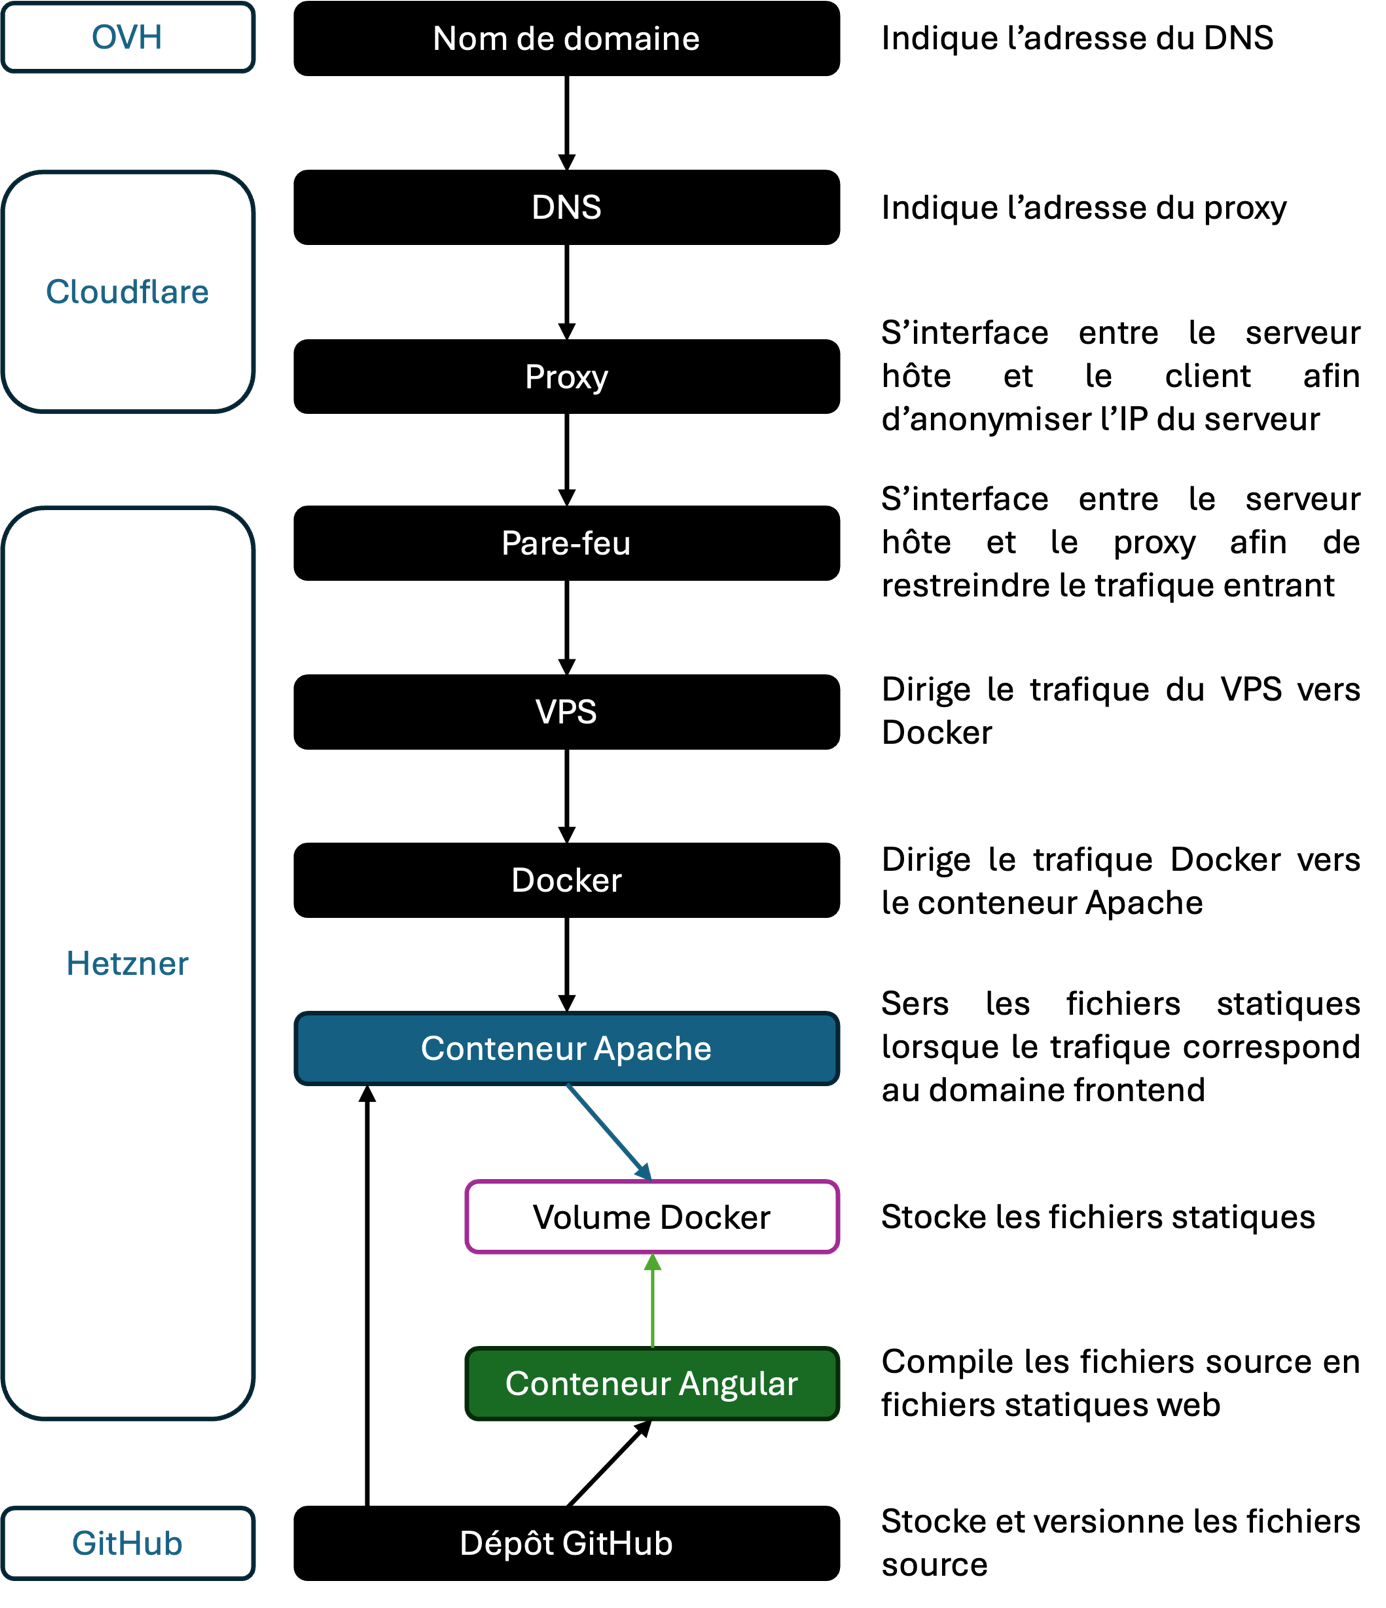 OVH
Nom de domaine
Indique l’adresse du DNS
Cloudflare
DNS
Indique l’adresse du proxy
Proxy
S’interface entre le serveur
hôte et le client afin
d’anonymiser l’IP du serveur
Hetzner
Pare-feu
S’interface entre le serveur
hôte et le proxy afin de
restreindre le trafique entrant
VPS
Dirige le trafique du VPS vers
Docker
Docker
Dirige le trafique Docker vers
le conteneur Apache
Conteneur Apache
Sers les fichiers statiques
lorsque le trafique correspond
au domaine frontend
Volume Docker
Stocke les fichiers statiques
Conteneur Angular
Compile les fichiers source en
fichiers statiques web
GitHub
Dépôt GitHub
Stocke et versionne les fichiers
source